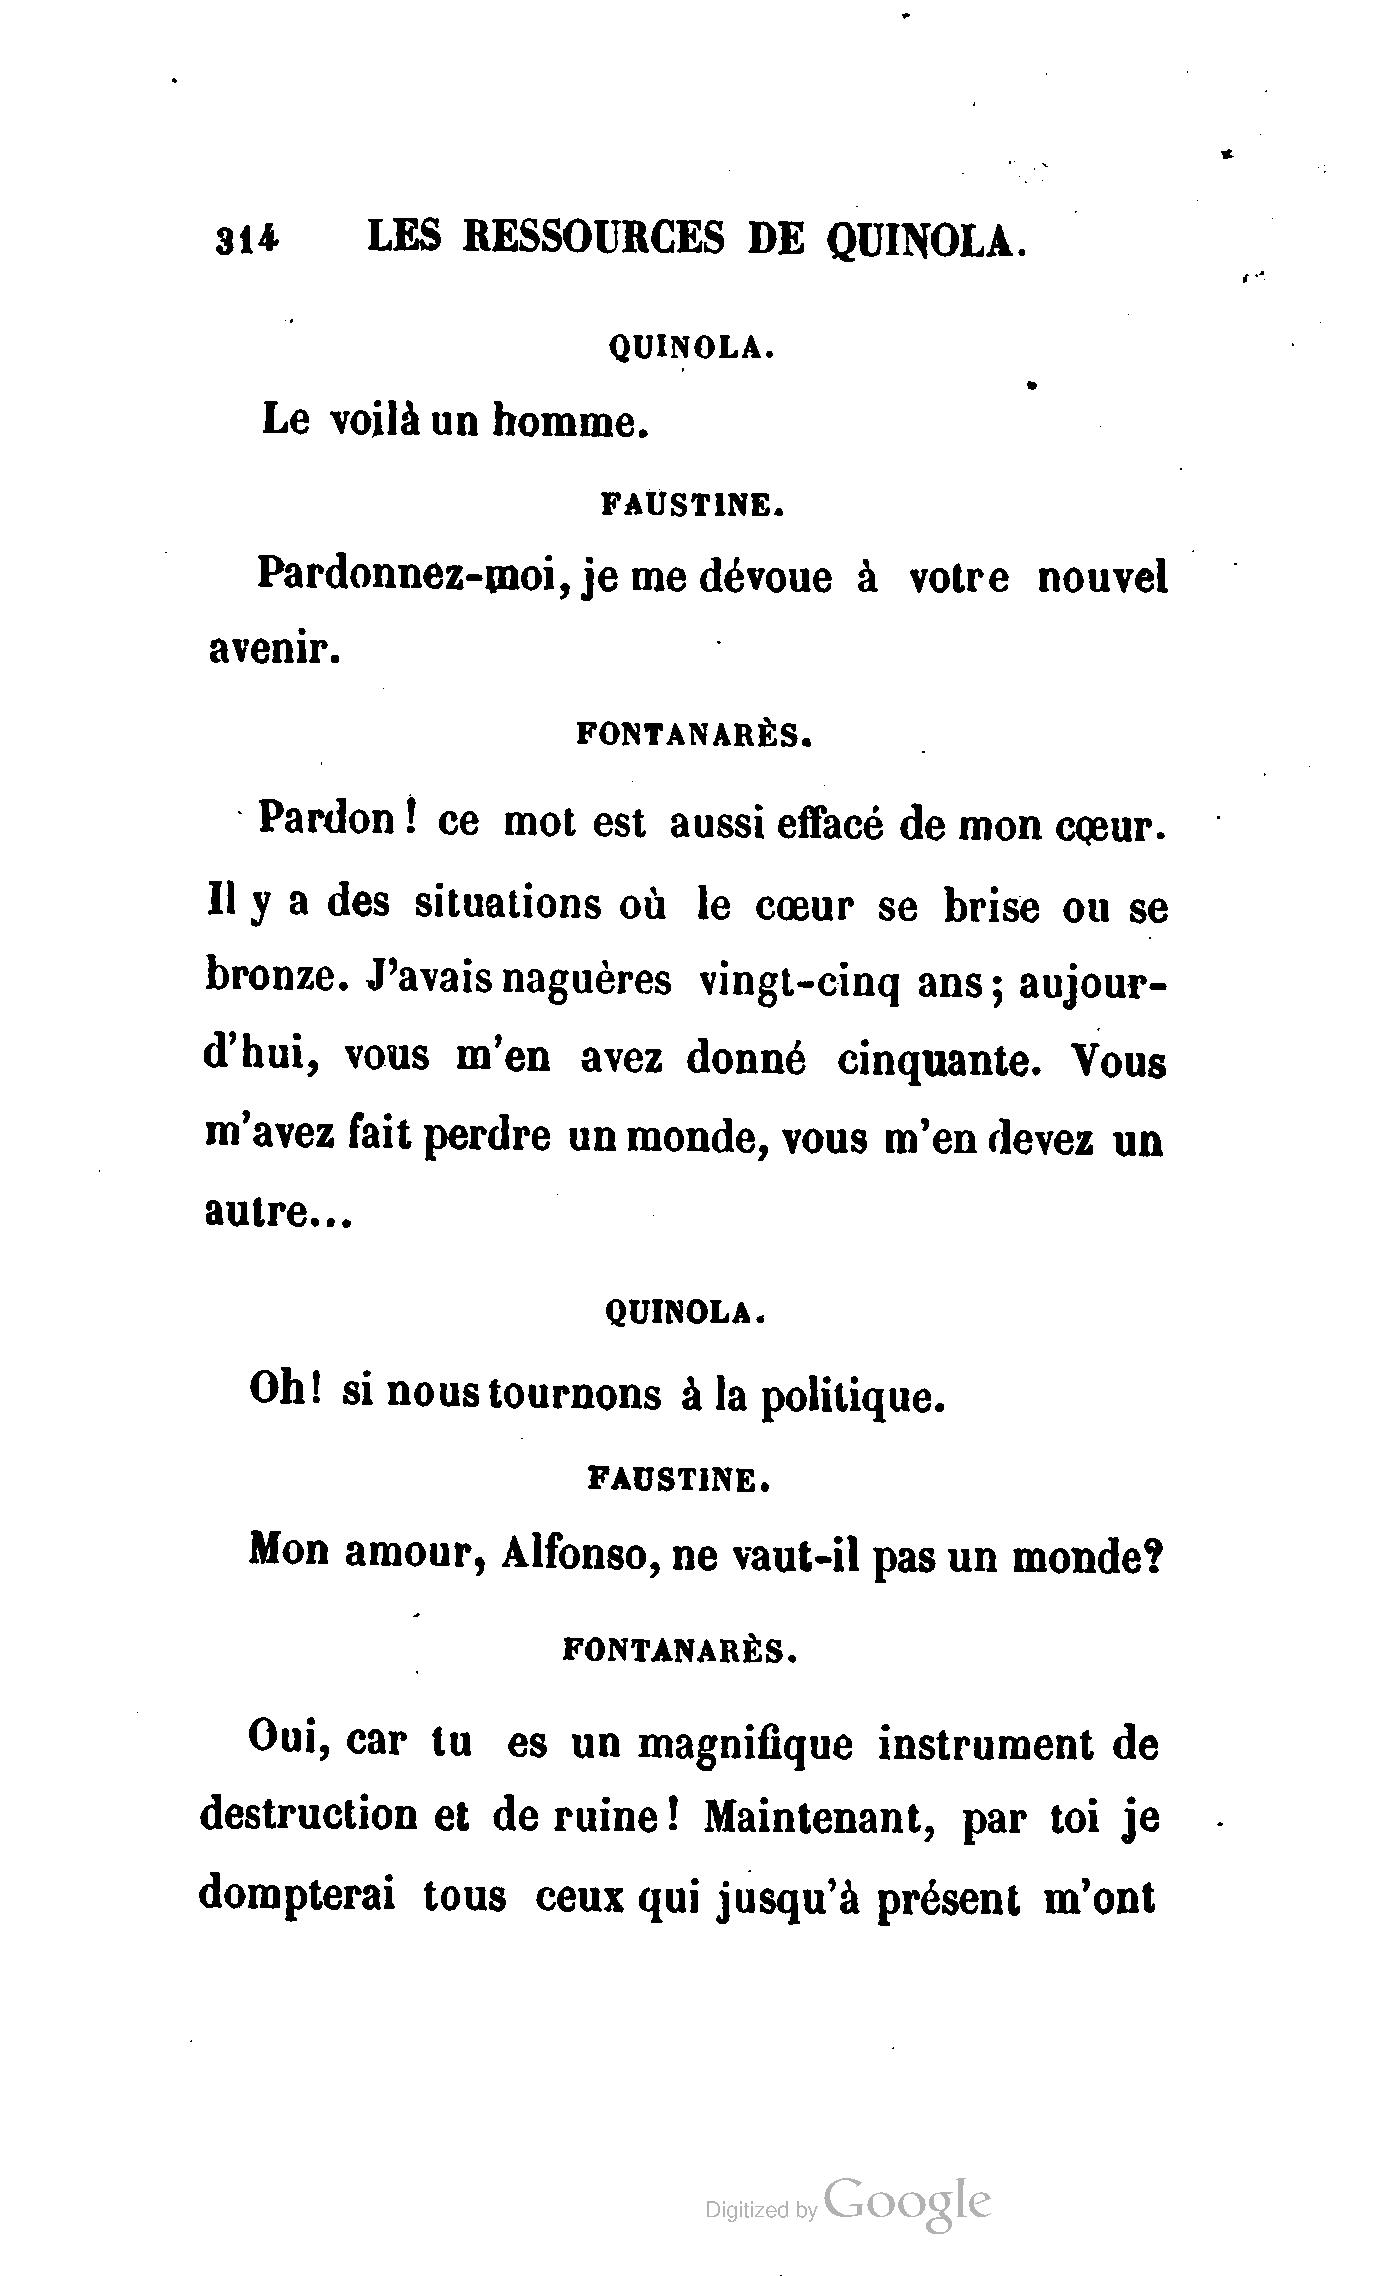 314 LES RESSOURCES DE QUINOLA.
QUINOLA.
Le voilà un homme.
FAUSTINE.
Pardonnez-moi, je me dévoue à votre nouvel
avenir.
FONTANARÈS.
Pardon ! ce mot est aussi effacé de mon cœur.
Il y a des situations où le cœur se brise ou se
bronze. J'avais naguères vingt-cinq ans ; aujour-
d'hui, vous m'en avez donné cinquante. Vous
m'avez fait perdre un monde, vous m'en devez un
autre...
QUINOLA.
Oh! si nous tournons à la politique.
FAUSTINE.
Mon amour, Alfonso, ne vaut-il pas un monde?
FONTANARÈS.
Oui, car tu es un magnifique instrument de
destruction et de ruine ! Maintenant, par toi je
dompterai tous ceux qui jusqu'à présent m'ont
Digitized by Google